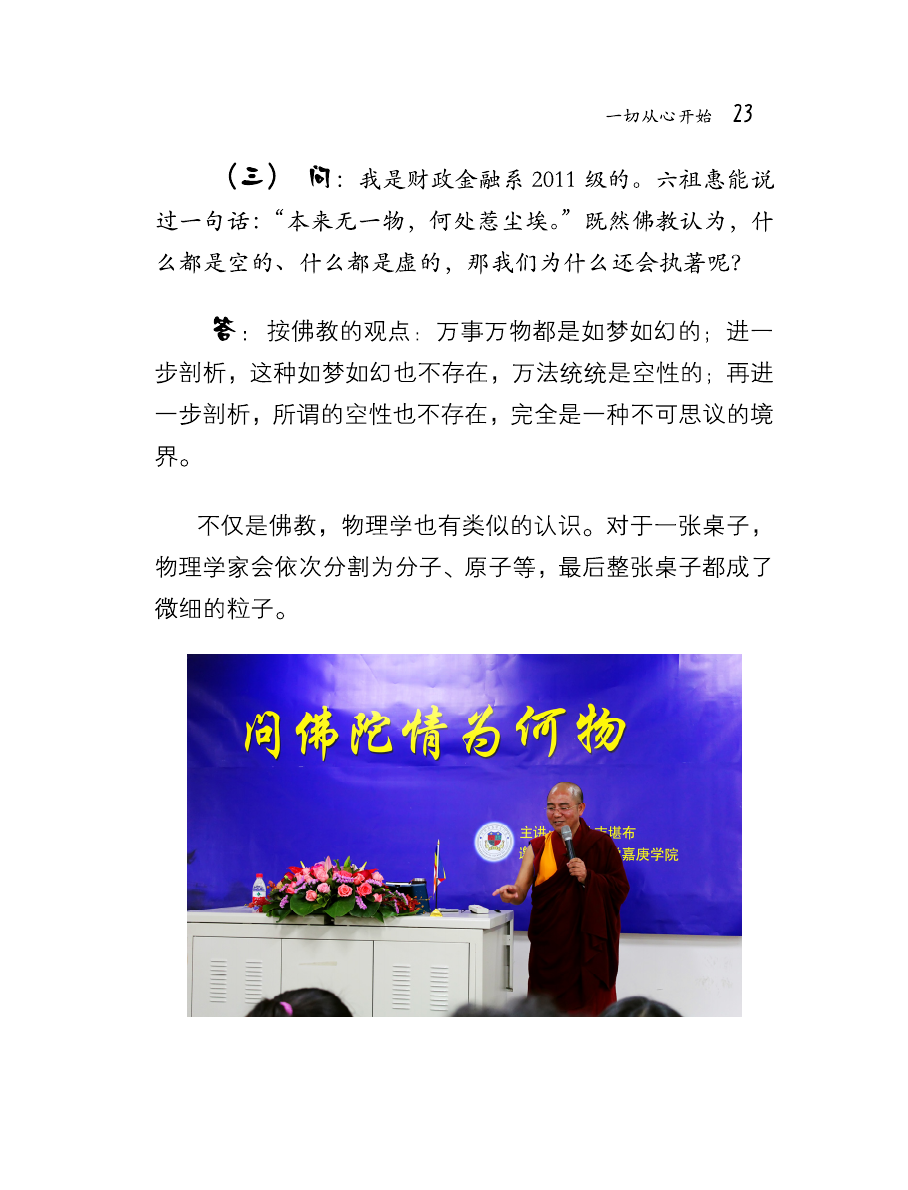 一切从心开始 23
（三） 问：我是财政金融系 2011 级的。六祖惠能说
过一句话：“本来无一物，何处惹尘埃。”既然佛教认为，什
么都是空的、什么都是虚的，那我们为什么还会执著呢？
答：按佛教的观点：万事万物都是如梦如幻的；进一
步剖析，这种如梦如幻也不存在，万法统统是空性的；再进
一步剖析，所谓的空性也不存在，完全是一种不可思议的境
界。
不仅是佛教，物理学也有类似的认识。对于一张桌子，
物理学家会依次分割为分子、原子等，最后整张桌子都成了
微细的粒子。
问佛陀情为何物
主讲 堪布
嘉庚学院